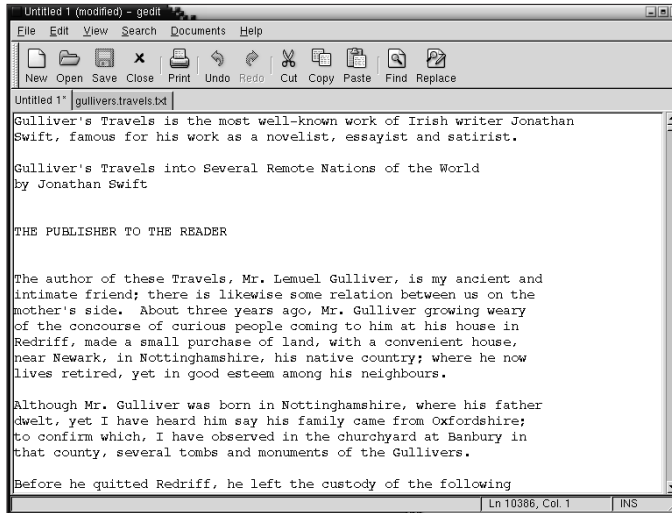 Untitled 1 (modified) - gedit
File Edit View Search Documents Help
New Open Save Close Print Undo Redo Cut Copy Paste Find Replace
Untitled 1* gullivers.travels.txt
Gulliver's Travels is the most well-known work of Irish writer Jonathan
Swift, famous for his work as a novelist, essayist and satirist.
Gulliver's Travels into Several Remote Nations of the World
by Jonathan Swift
THE PUBLISHER TO THE READER
The author of these Travels, Mr. Lemuel Gulliver, is my ancient and
intimate friend; there is likewise some relation between us on the
mother's side.  About three years ago, Mr. Gulliver growing weary
of the concourse of curious people coming to him at his house in
Redriff, made a small purchase of land, with a convenient house,
near Newark, in Nottinghamshire, his native country; where he now
lives retired, yet in good esteem among his neighbours.
Although Mr. Gulliver was born in Nottinghamshire, where his father
dwelt, yet I have heard him say his family came from Oxfordshire;
to confirm which, I have observed in the churchyard at Banbury in
that county, several tombs and monuments of the Gullivers.
Before he quitted Redriff, he left the custody of the following
Ln 10386, Col. 1 INS